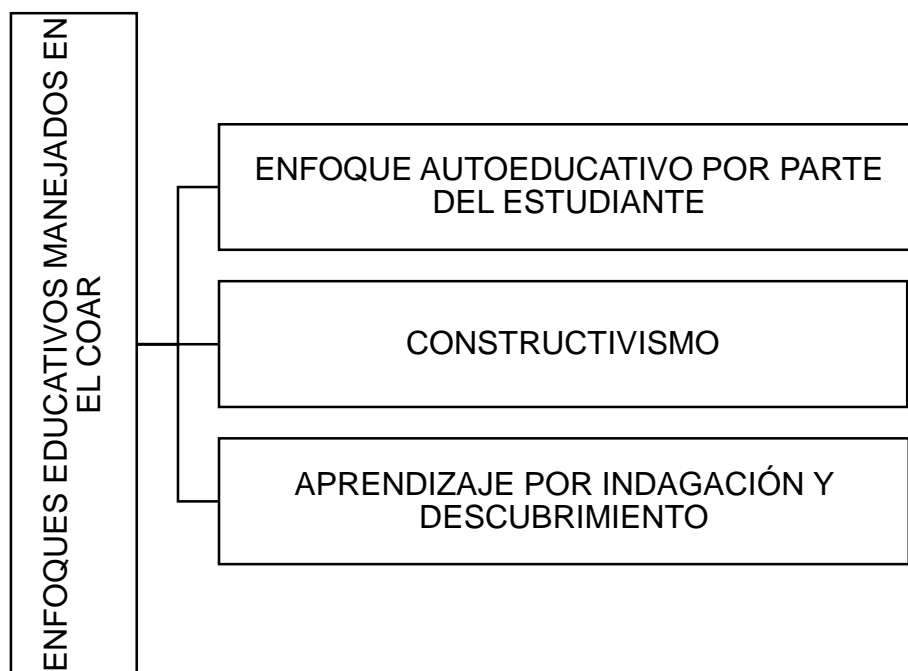 ENFOQUES EDUCATIVOS MANEJADOS EN
EL COAR
ENFOQUE AUTOEDUCATIVO POR PARTE
DEL ESTUDIANTE
CONSTRUCTIVISMO
APRENDIZAJE POR INDAGACIÓN Y
DESCUBRIMIENTO